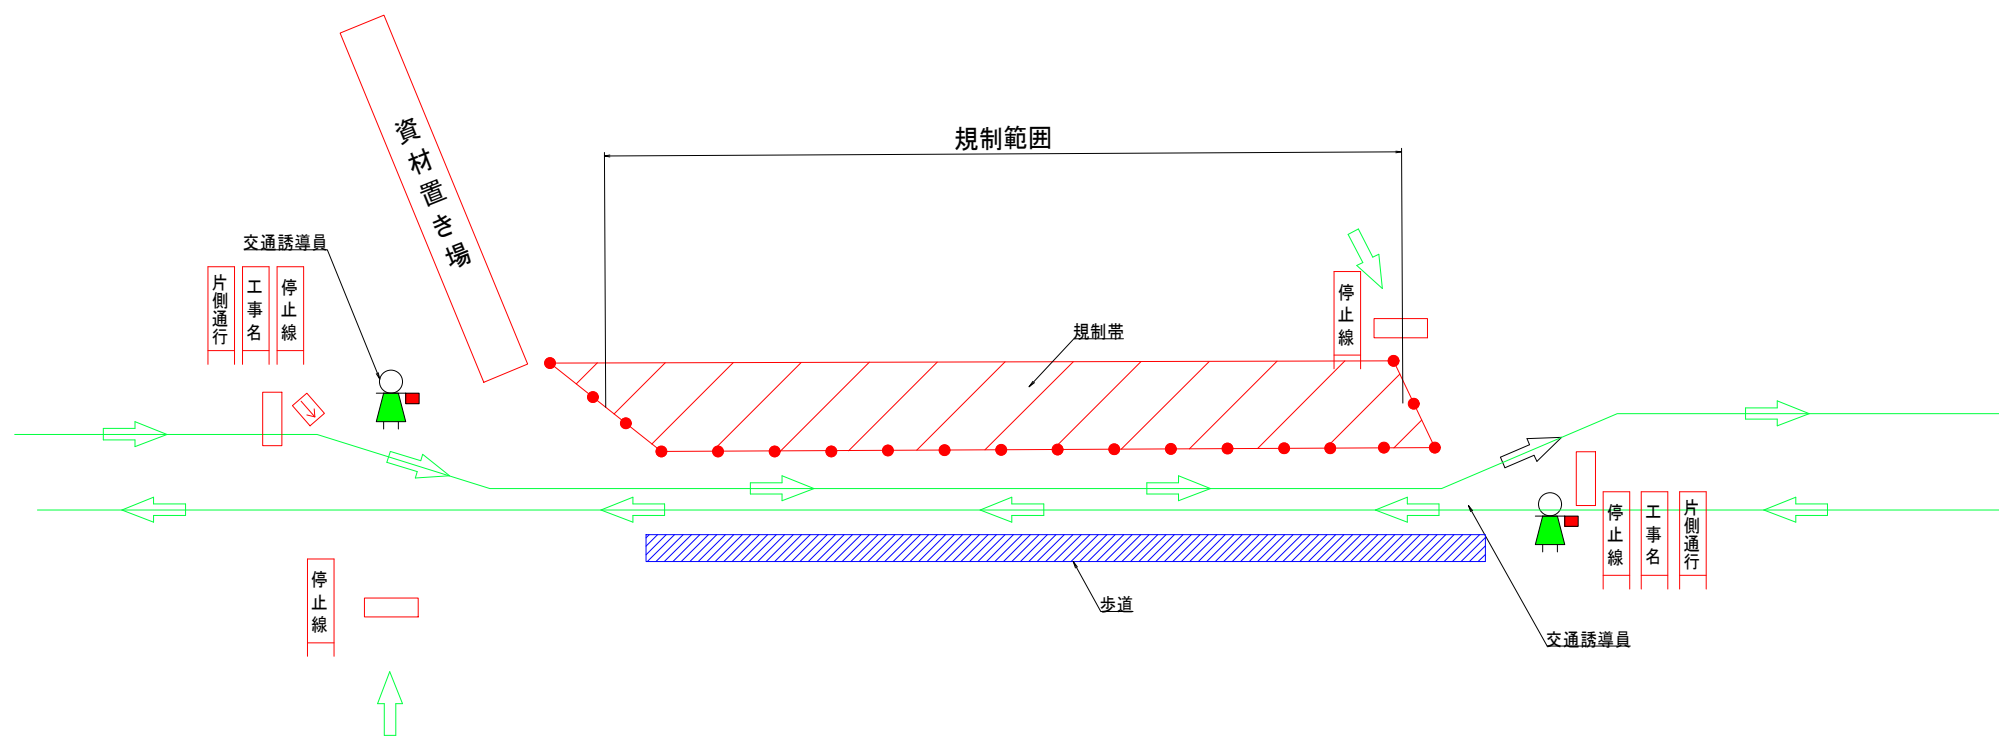 資材置き場
規制範囲
交通誘導員
片側通行
工事名
停止線
停止線
規制帯
停止線
工事名
片側通行
停止線
歩道
交通誘導員